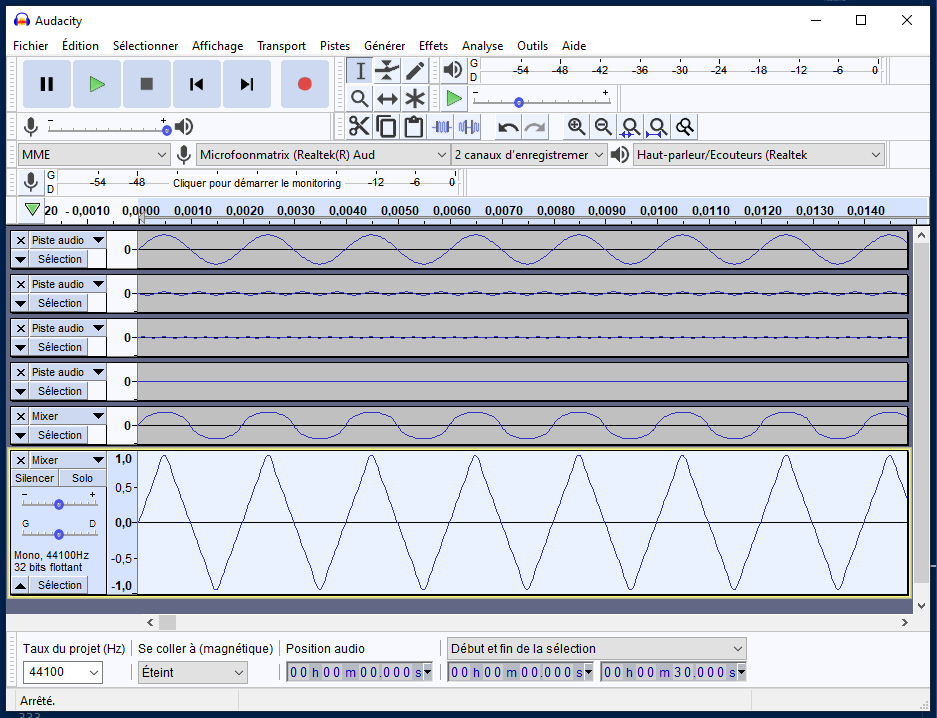 Audacity
Fichier Édition Sélectionner Affichage Transport Pistes Générer Effets Analyse Outils Aide
G
D
-54 -48 -42 -36 -30 -24 -18 -12 -6 0
- +
- +
MME Microfoonmatrix (Realtek(R) Aud 2 canaux d'enregistremer Haut-parleur/Ecouteurs (Realtek
G
D
-54 -48 Cliquer pour démarrer le monitoring -12 -6 0
20 - 0,0010 0,0000 0,0010 0,0020 0,0030 0,0040 0,0050 0,0060 0,0070 0,0080 0,0090 0,0100 0,0110 0,0120 0,0130 0,0140
× Piste audio 0-
Sélection
× Piste audio 0-
Sélection
× Piste audio 0-
Sélection
× Piste audio 0-
Sélection
× Mixer 0-
Sélection
× Mixer 1,0
Silencer Solo
0,5-
- +
G D 0,0-
Mono, 44100Hz -0,5-
32 bits flottant
Sélection -1,0
Taux du projet (Hz) Se coller à (magnétique) Position audio Début et fin de la sélection
44100 Éteint 00 h 00 m 00.000 s 00 h 00 m 00.000 s 00 h 00 m 30.000 s
Arrêté.